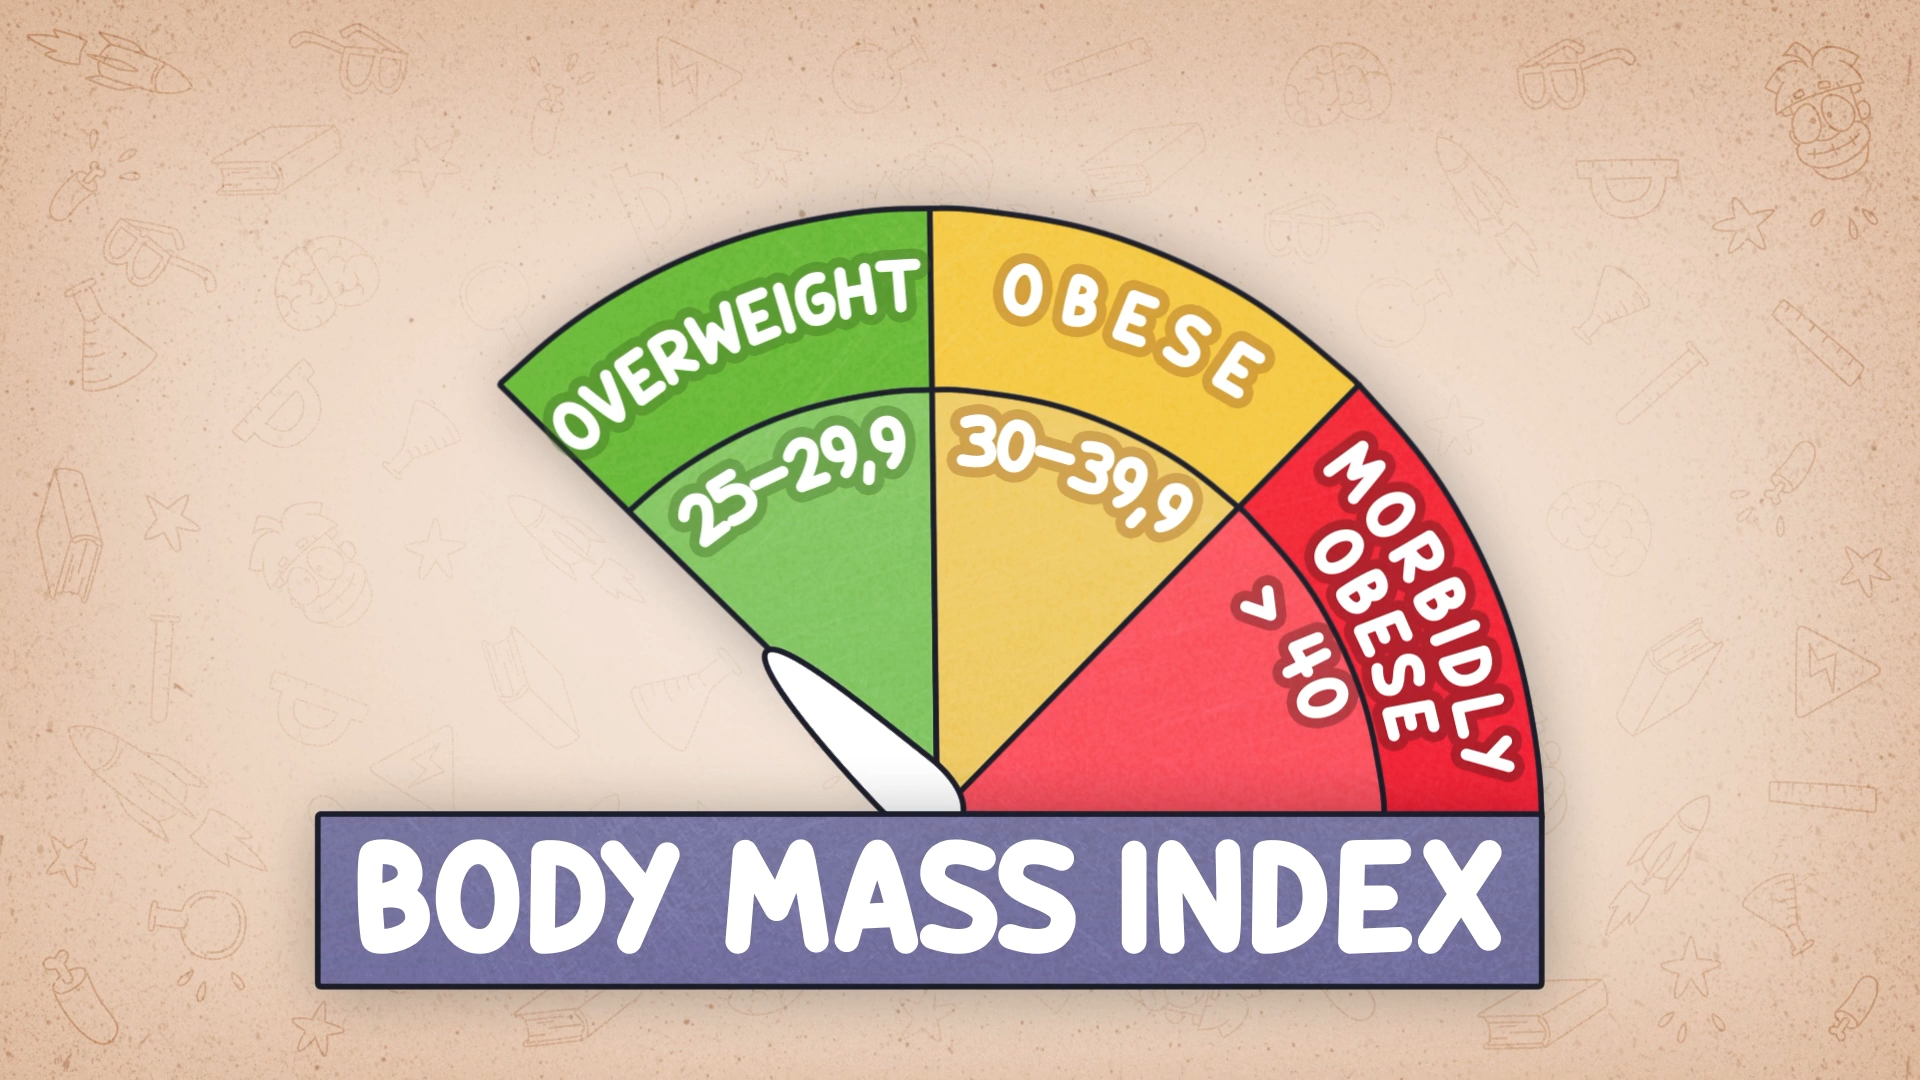 OVERWEIGHT
25–29,9
OBESE
30–39,9
MORBIDLY
OBESE
> 40
BODY MASS INDEX